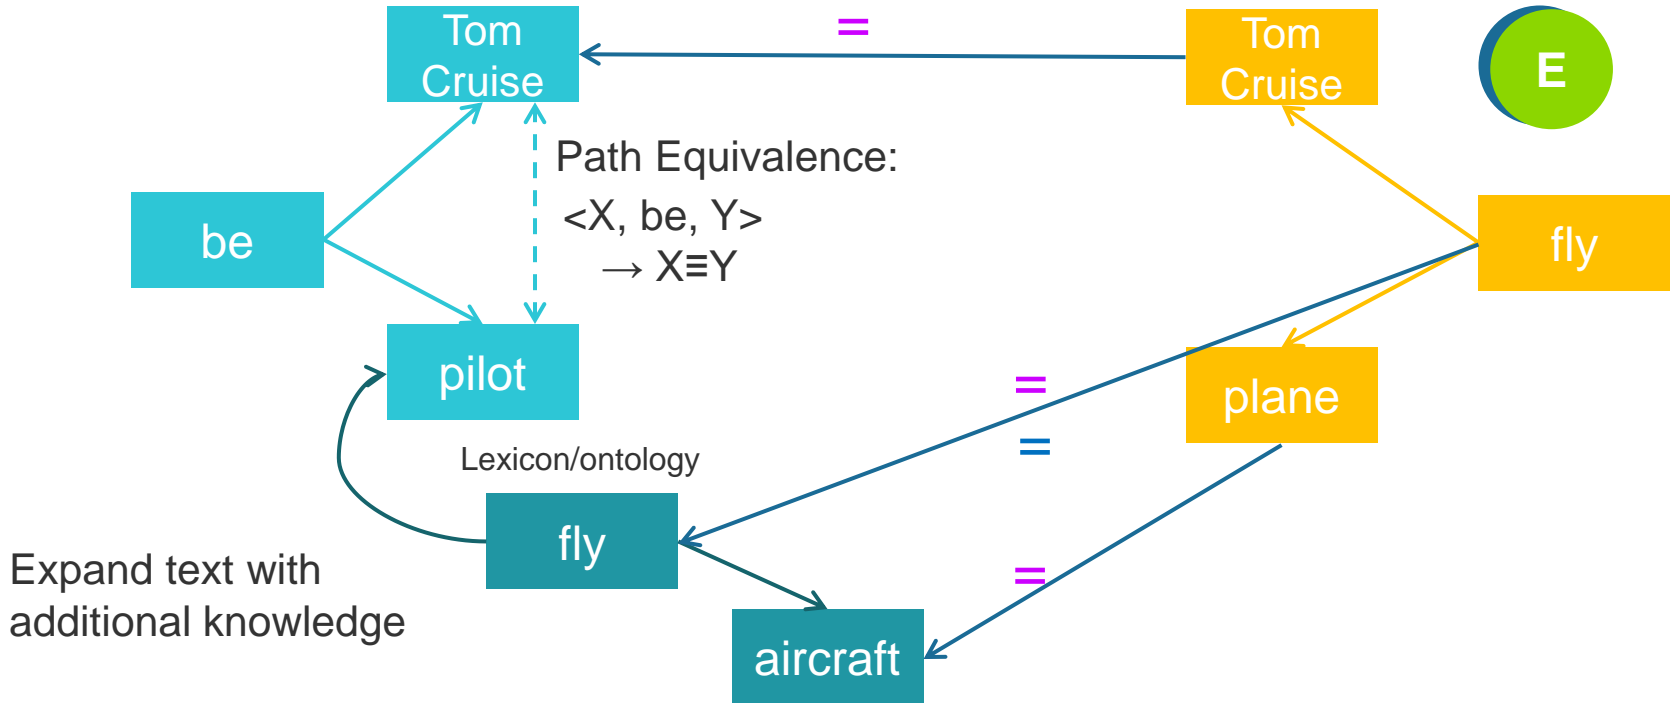 Tom
Cruise
=
Tom
Cruise
E
Path Equivalence:
<X, be, Y>
→ X≡Y
be
fly
pilot
=
plane
=
Lexicon/ontology
fly
Expand text with
additional knowledge
=
aircraft